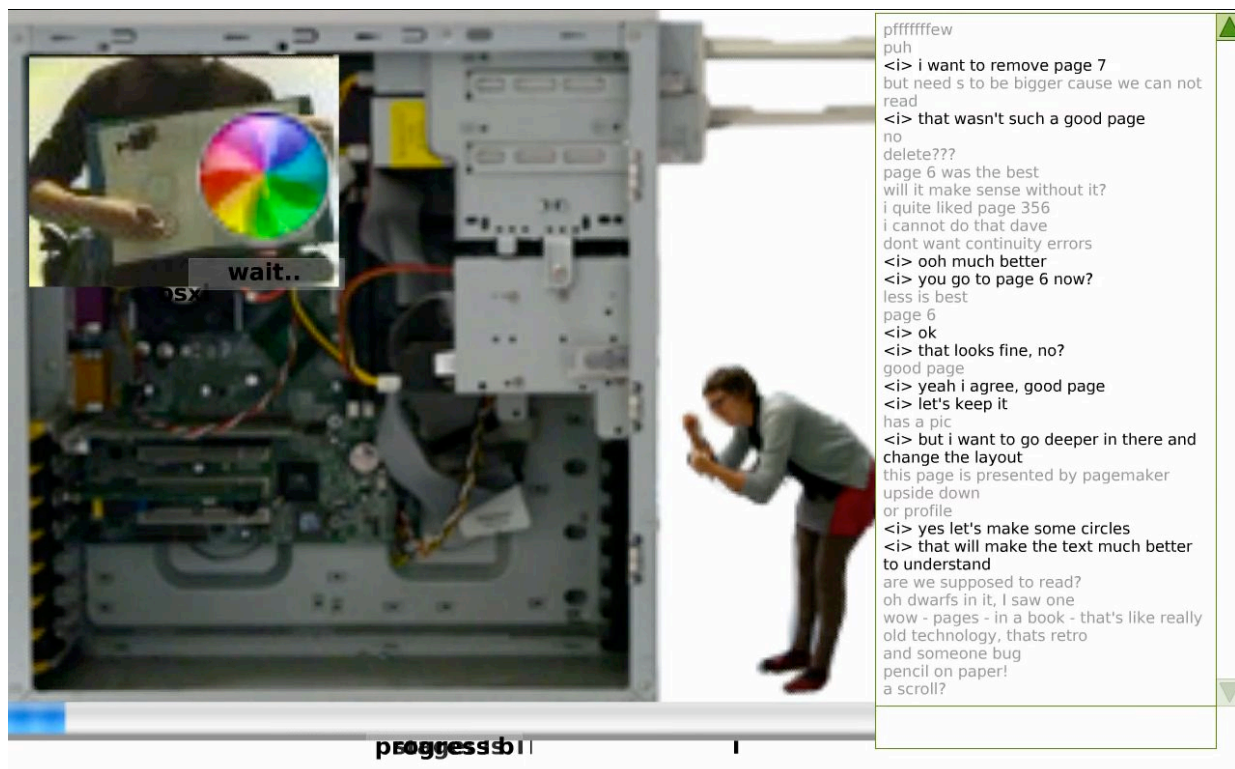 wait..
osx
pfffffffew
puh
<i> i want to remove page 7
but need s to be bigger cause we can not
read
<i> that wasn't such a good page
no
delete???
page 6 was the best
will it make sense without it?
i quite liked page 356
i cannot do that dave
dont want continuity errors
<i> ooh much better
<i> you go to page 6 now?
less is best
page 6
<i> ok
<i> that looks fine, no?
good page
<i> yeah i agree, good page
<i> let's keep it
has a pic
<i> but i want to go deeper in there and
change the layout
this page is presented by pagemaker
upside down
or profile
<i> yes let's make some circles
<i> that will make the text much better
to understand
are we supposed to read?
oh dwarfs in it, I saw one
wow - pages - in a book - that's like really
old technology, thats retro
and someone bug
pencil on paper!
a scroll?
progress b